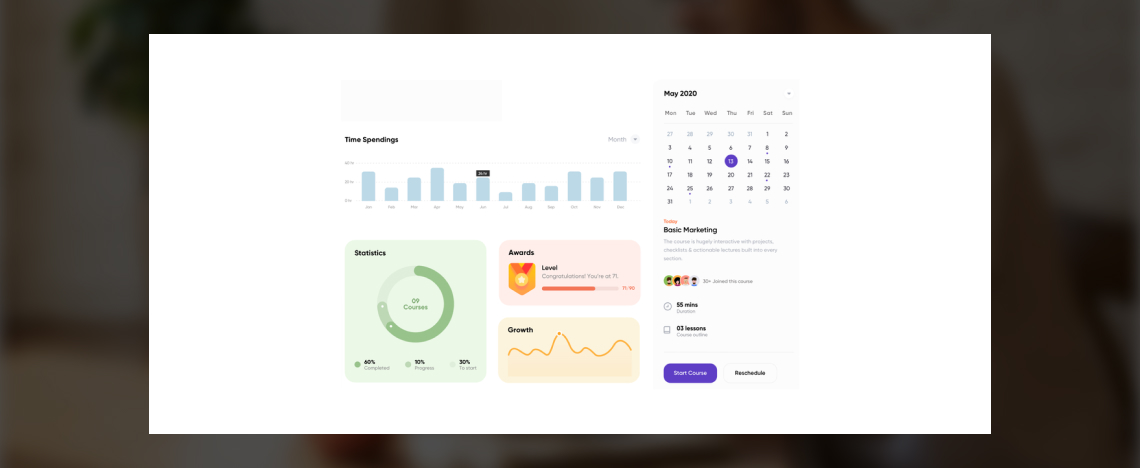 Time Spendings
Month
40 hr
20 hr
0 hr
Jan Feb Mar Apr May Jun Jul Aug Sep Oct Nov Dec
Statistics
09
Courses
60%
Completed
10%
Progress
30%
To start
Awards
Level
Congratulations! You're at 71.
71/90
Growth
May 2020
Mon Tue Wed Thu Fri Sat Sun
27 28 29 30 31 1 2
3 4 5 6 7 8 9
10 11 12 13 14 15 16
17 18 19 20 21 22 23
24 25 26 27 28 29 30
31 1 2 3 4 5 6
Today
Basic Marketing
The course is hugely interactive with projects,
checklists & actionable lectures built into every
section.
30+ Joined this course
55 mins
Duration
03 lessons
Course outline
Start Course
Reschedule